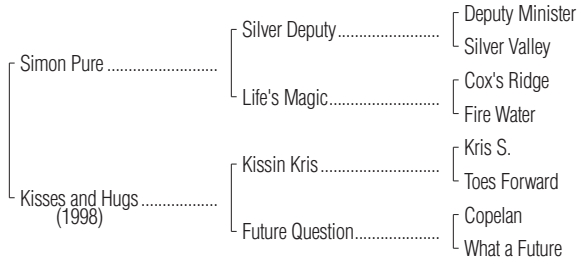 Deputy Minister
Silver Deputy..........................
Silver Valley
Simon Pure ..........................
Cox's Ridge
Life's Magic............................
Fire Water
Kris S.
Kissin Kris ..............................
Toes Forward
Kisses and Hugs ..................
(1998)
Copelan
Future Question....................
What a Future